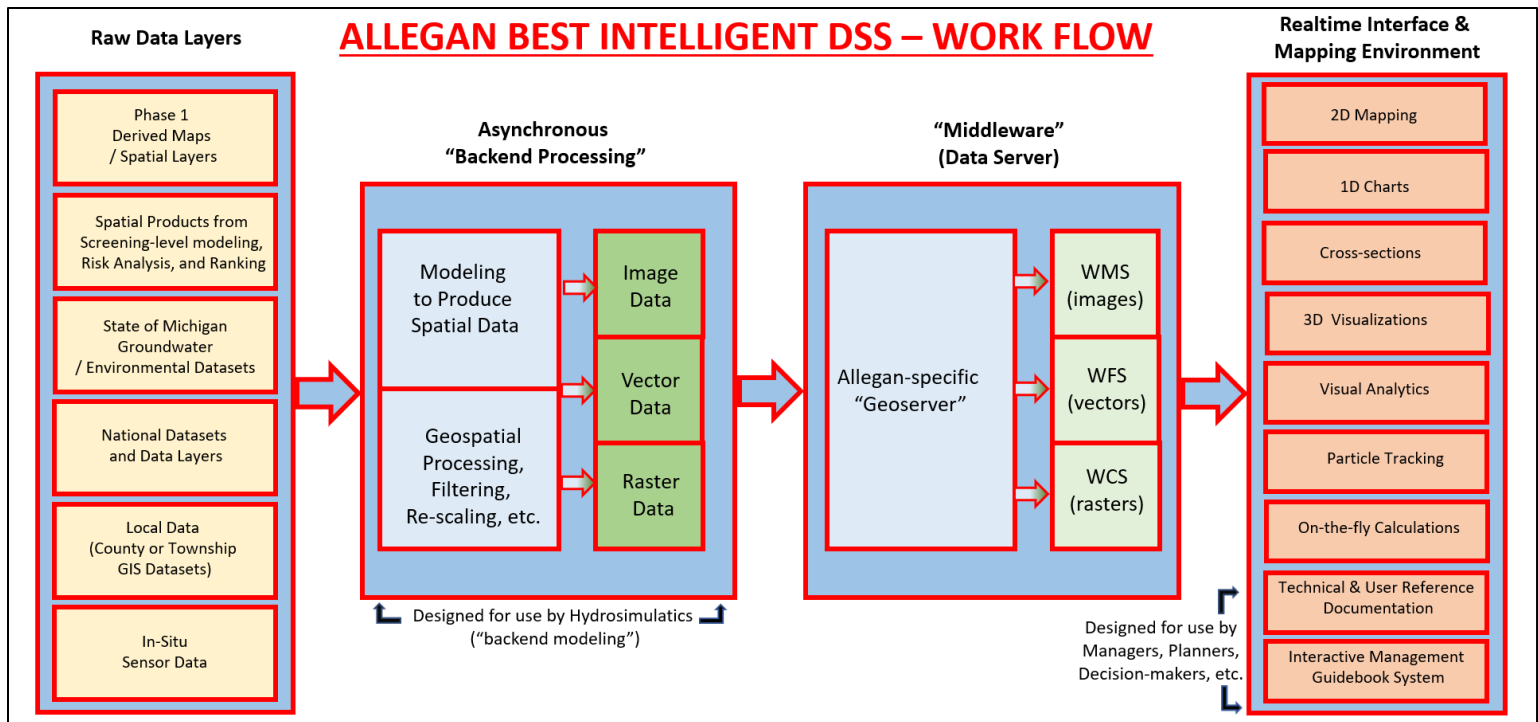 ALLEGAN BEST INTELLIGENT DSS – WORK FLOW
Raw Data Layers
Phase 1
Derived Maps
/ Spatial Layers
Spatial Products from
Screening-level modeling,
Risk Analysis, and Ranking
State of Michigan
Groundwater
/ Environmental Datasets
National Datasets
and Data Layers
Local Data
(County or Township
GIS Datasets)
In-Situ
Sensor Data
Asynchronous
“Backend Processing”
Modeling
to Produce
Spatial Data
Geospatial
Processing,
Filtering,
Re-scaling, etc.
Image
Data
Vector
Data
Raster
Data
Designed for use by Hydrosimulatics
(“backend modeling”)
“Middleware”
(Data Server)
Allegan-specific
“Geoserver”
WMS
(images)
WFS
(vectors)
WCS
(rasters)
Realtime Interface &
Mapping Environment
2D Mapping
1D Charts
Cross-sections
3D Visualizations
Visual Analytics
Particle Tracking
On-the-fly Calculations
Technical & User Reference
Documentation
Interactive Management
Guidebook System
Designed for use by
Managers, Planners,
Decision-makers, etc.